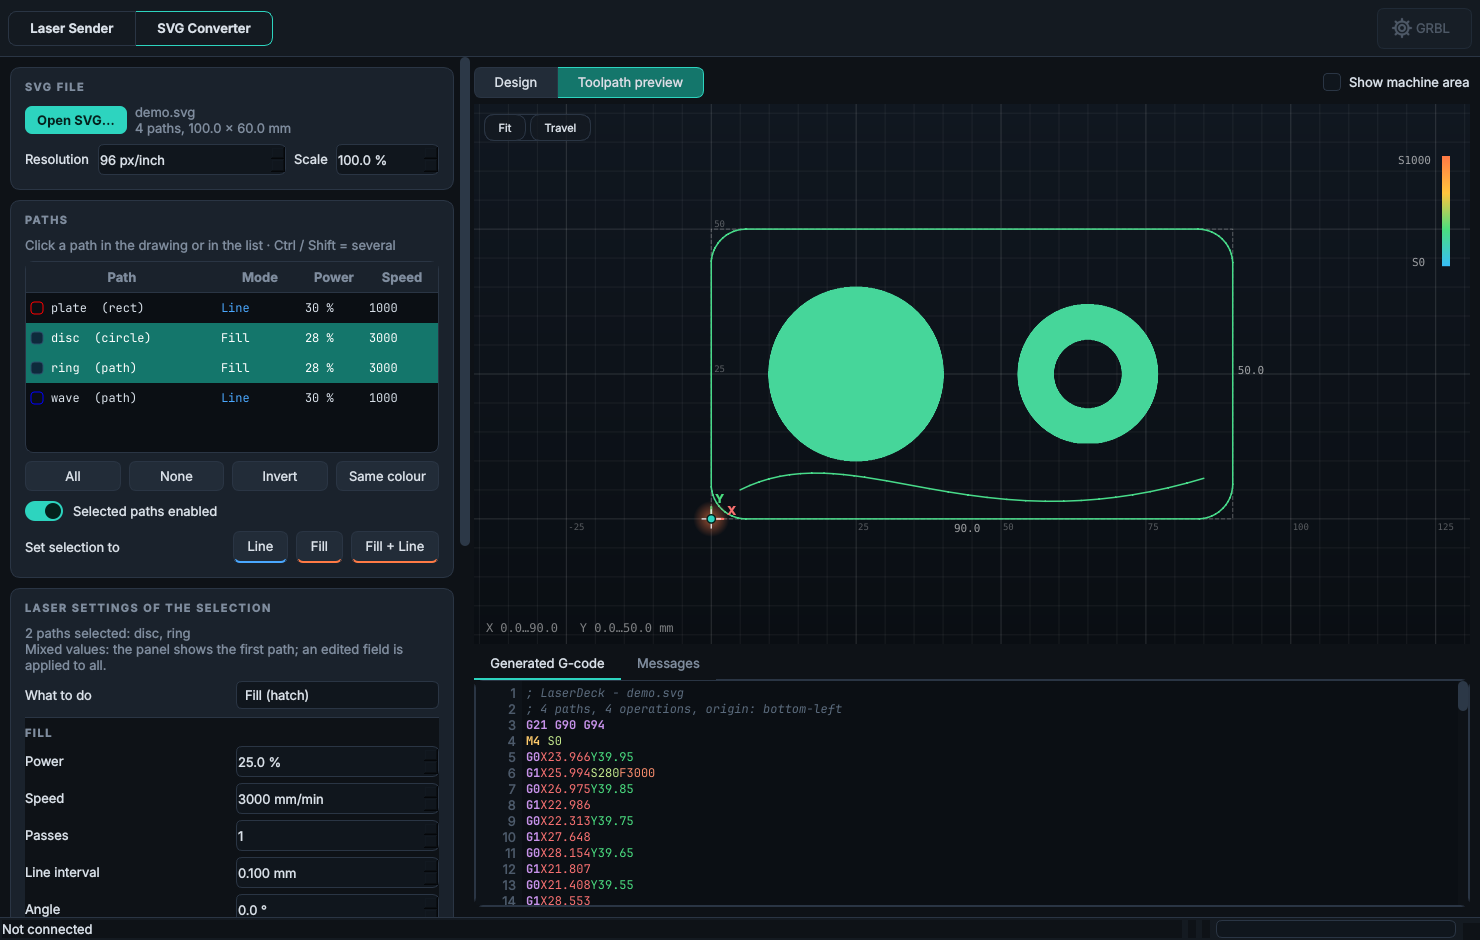 Laser Sender
SVG Converter
GRBL
SVG FILE
Open SVG...
demo.svg
4 paths, 100.0 × 60.0 mm
Resolution
96 px/inch
Scale
100.0 %
PATHS
Click a path in the drawing or in the list · Ctrl / Shift = several
Path Mode Power Speed
plate (rect) Line 30 % 1000
disc (circle) Fill 28 % 3000
ring (path) Fill 28 % 3000
wave (path) Line 30 % 1000
All
None
Invert
Same colour
Selected paths enabled
Set selection to
Line
Fill
Fill + Line
LASER SETTINGS OF THE SELECTION
2 paths selected: disc, ring
Mixed values: the panel shows the first path; an edited field is
applied to all.
What to do
Fill (hatch)
FILL
Power
25.0 %
Speed
3000 mm/min
Passes
1
Line interval
0.100 mm
Angle
0.0 °
Design
Toolpath preview
Show machine area
Fit
Travel
S1000
S0
50
25
50.0
Y
X
-25
25
90.0
50
75
100
125
X 0.0…90.0 Y 0.0…50.0 mm
Generated G-code
Messages
1 ; LaserDeck - demo.svg
2 ; 4 paths, 4 operations, origin: bottom-left
3 G21 G90 G94
4 M4 S0
5 G0X23.966Y39.95
6 G1X25.994S280F3000
7 G0X26.975Y39.85
8 G1X22.986
9 G0X22.313Y39.75
10 G1X27.648
11 G0X28.154Y39.65
12 G1X21.807
13 G0X21.408Y39.55
14 G1X28.553
Not connected